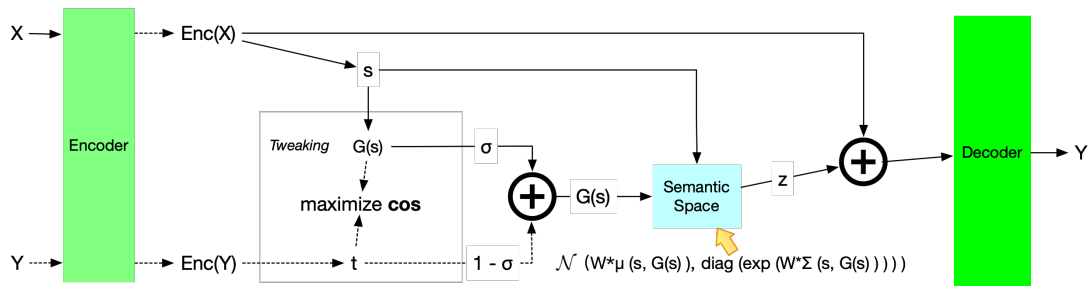 X
Enc(X)
s
Encoder
Tweaking
G(s)
σ
maximize cos
G(s)
Semantic
Space
z
Decoder
Y
Y
Enc(Y)
t
1 - σ
𝒩 (W*μ (s, G(s) ), diag (exp (W*Σ (s, G(s) ) ) ) )